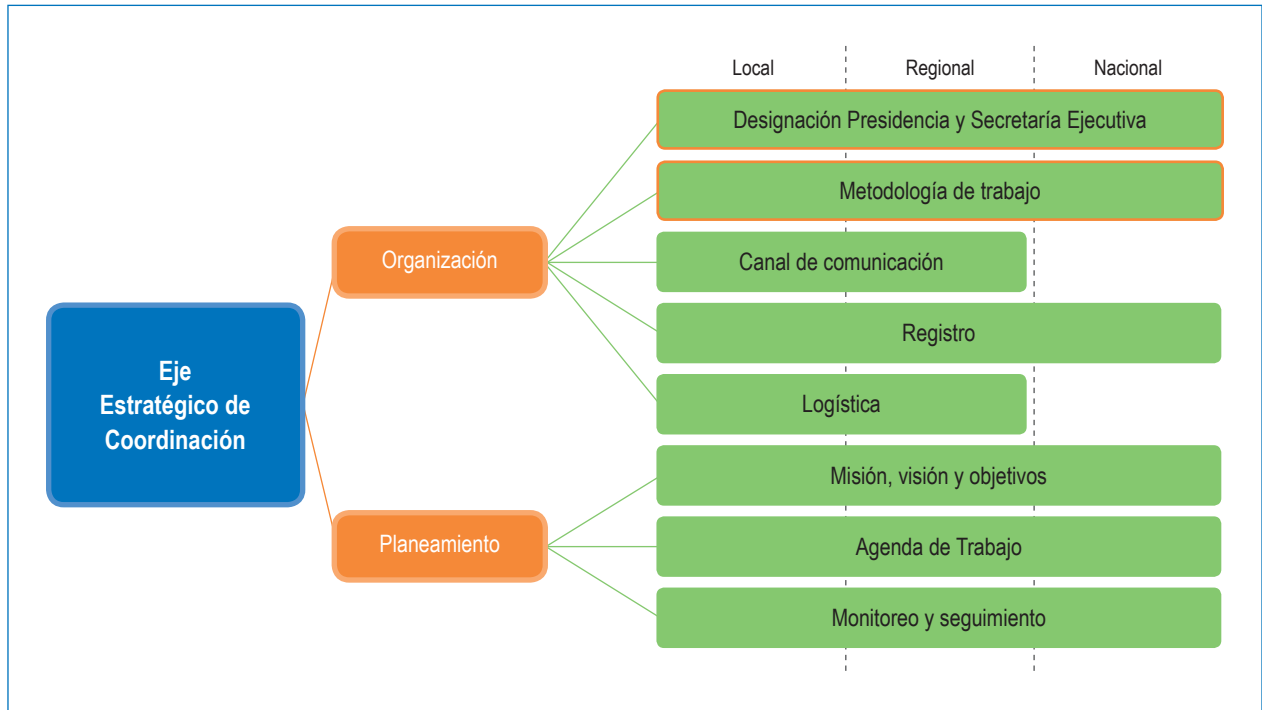 Local
Regional
Nacional
Designación Presidencia y Secretaría Ejecutiva
Metodología de trabajo
Organización
Canal de comunicación
Registro
Eje
Estratégico de
Coordinación
Logística
Misión, visión y objetivos
Planeamiento
Agenda de Trabajo
Monitoreo y seguimiento